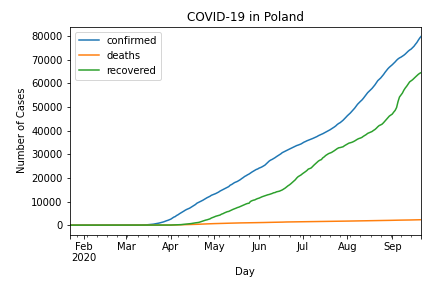 COVID-19 in Poland
confirmed
deaths
recovered
Number of Cases
80000
70000
60000
50000
40000
30000
20000
10000
0
Feb Mar Apr May Jun Jul Aug Sep
2020
Day